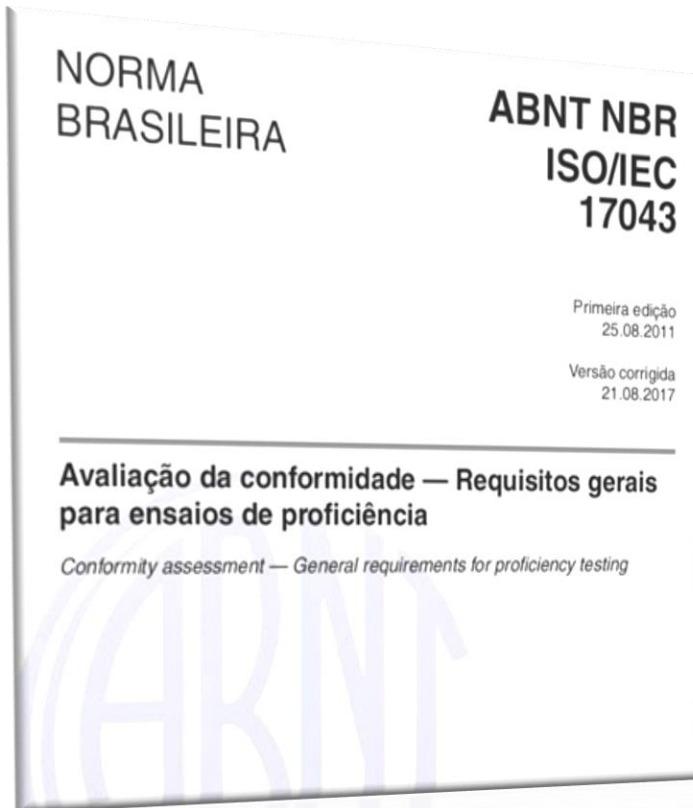 NORMA
BRASILEIRA
ABNT NBR
ISO/IEC
17043
Primeira edição
25.08.2011
Versão corrigida
21.08.2017
Avaliação da conformidade — Requisitos gerais
para ensaios de proficiência
Conformity assessment — General requirements for proficiency testing
ABNT